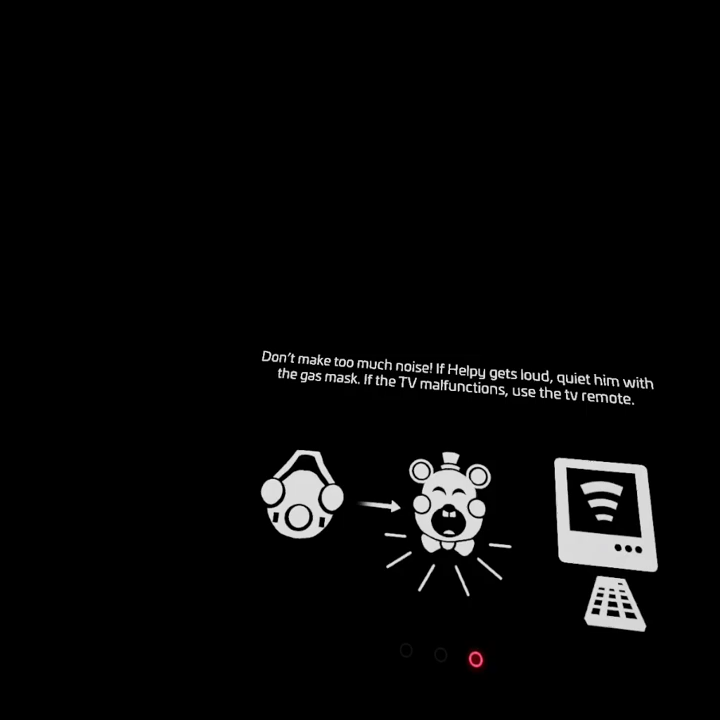 Don't make too much noise! If Helpy gets loud, quiet him with
the gas mask. If the TV malfunctions, use the tv remote.